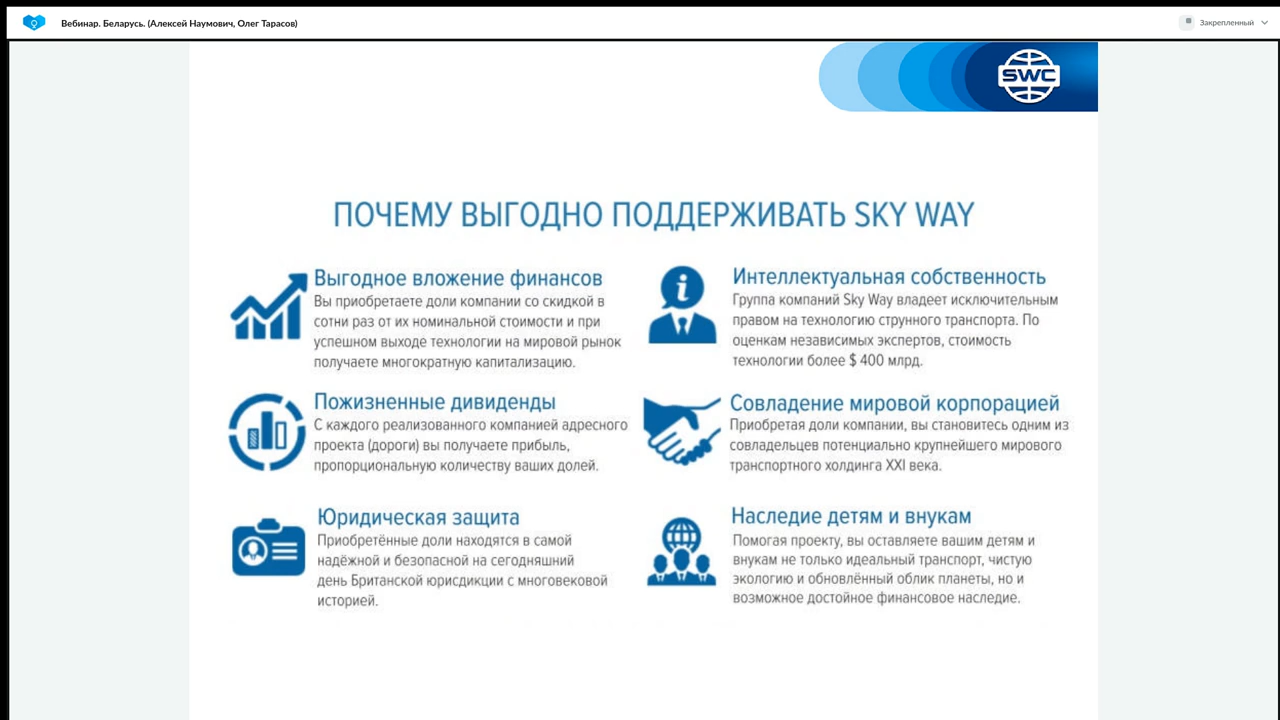 Вебинар. Беларусь. (Алексей Наумович, Олег Тарасов)
Закрепленный
SWC
ПОЧЕМУ ВЫГОДНО ПОДДЕРЖИВАТЬ SKY WAY
Выгодное вложение финансов
Вы приобретаете доли компании со скидкой в
сотни раз от их номинальной стоимости и при
успешном выходе технологии на мировой рынок
получаете многократную капитализацию.
Интеллектуальная собственность
Группа компаний Sky Way владеет исключительным
правом на технологию струнного транспорта. По
оценкам независимых экспертов, стоимость
технологии более $ 400 млрд.
Пожизненные дивиденды
С каждого реализованного компанией адресного
проекта (дороги) вы получаете прибыль,
пропорциональную количеству ваших долей.
Совладение мировой корпорацией
Приобретая доли компании, вы становитесь одним из
совладельцев потенциально крупнейшего мирового
транспортного холдинга XXI века.
Юридическая защита
Приобретённые доли находятся в самой
надёжной и безопасной на сегодняшний
день Британской юрисдикции с многовековой
историей.
Наследие детям и внукам
Помогая проекту, вы оставляете вашим детям и
внукам не только идеальный транспорт, чистую
экологию и обновлённый облик планеты, но и
возможное достойное финансовое наследие.